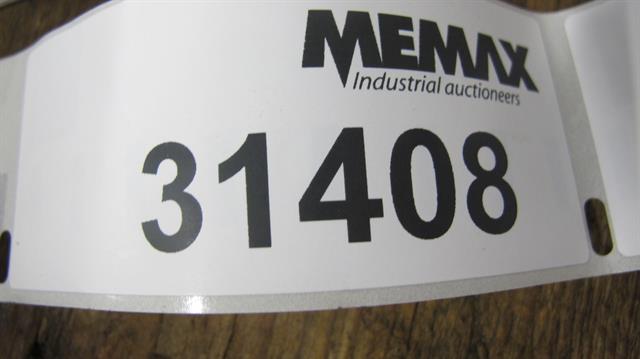 MEMAX
Industrial auctioneers
31408